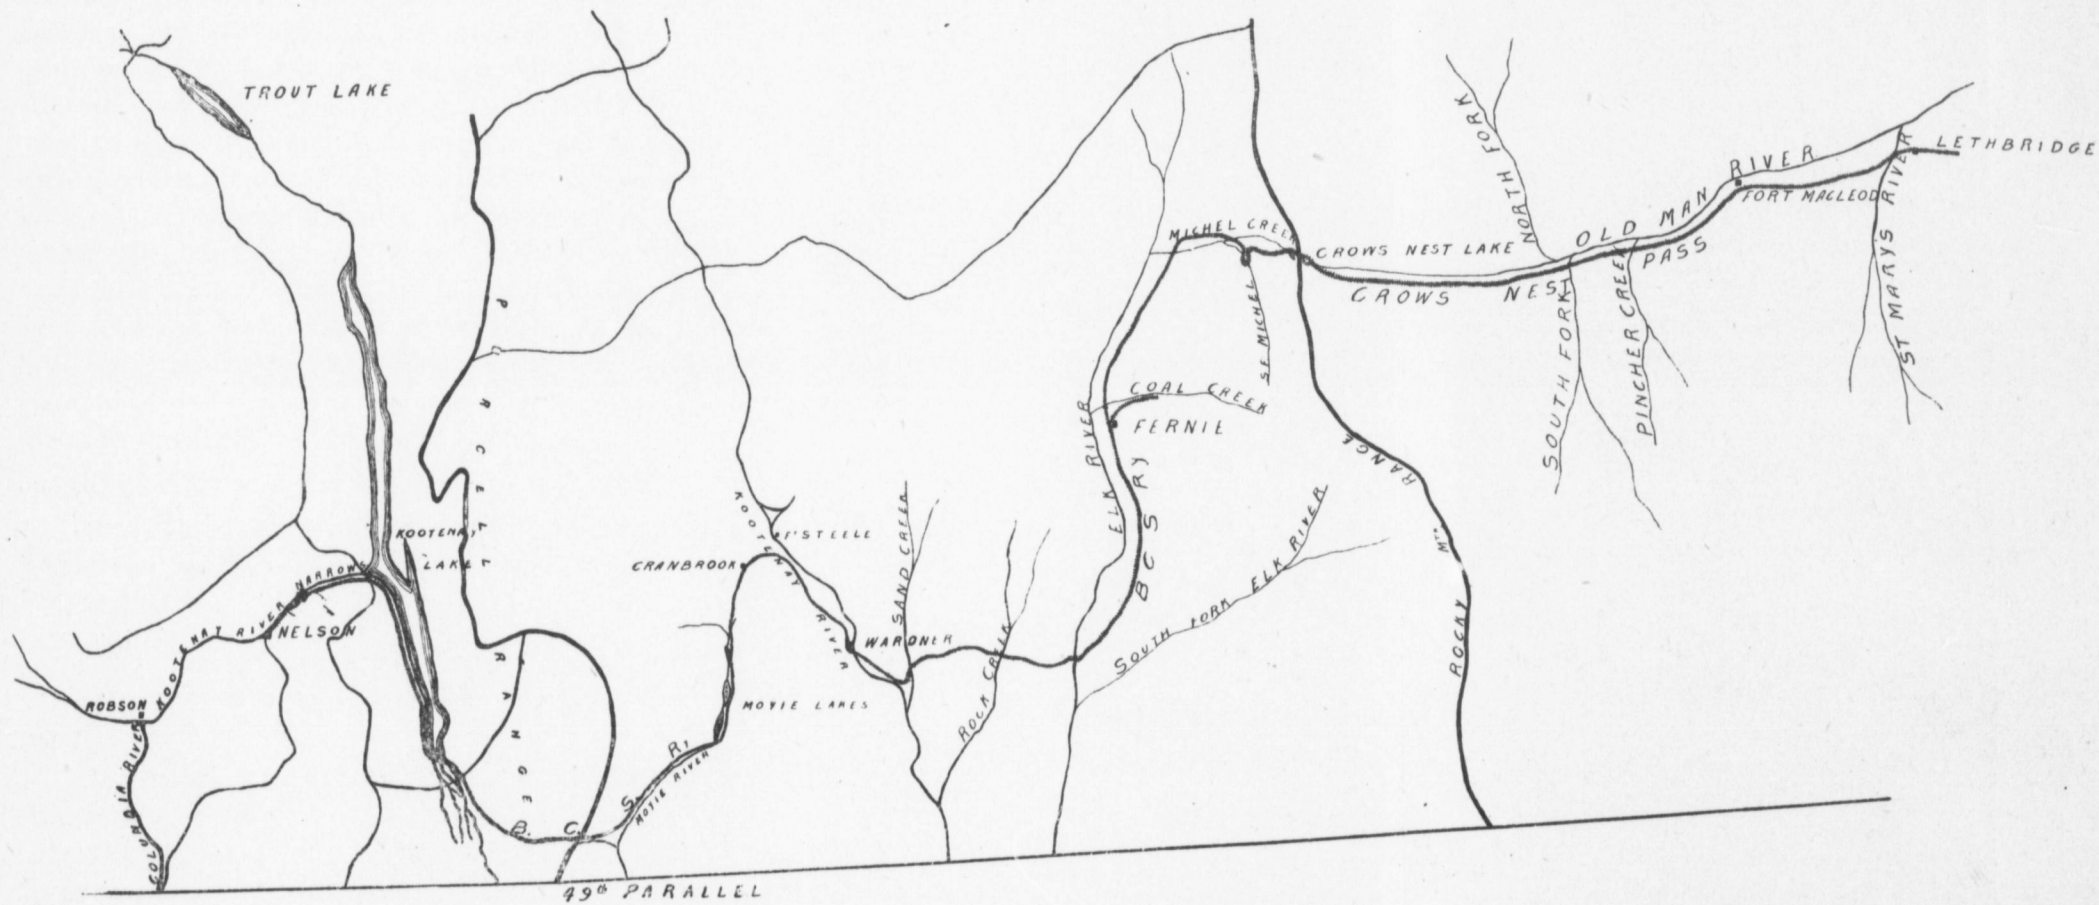 TROUT LAKE
NORTH FORK
OLD MAN RIVER
LETHBRIDGE
FORT MACLEOD
ST MARYS RIVER
MICHEL CREEK
CROWS NEST LAKE
CROWS NEST PASS
SOUTH FORK
PINCHER CREEK
S.F. MICHEL
COAL CREEK
FERNIE
ELK RIVER
B C S RY
SOUTH FORK ELK RIVER
ROCKY MTN RANGE
PURCELL RANGE
KOOTENAY
LAKE
NARROWS
KOOTENAY RIVER
NELSON
ROBSON
COLUMBIA RIVER
KOOTENAY RIVER
FT STEELE
CRANBROOK
SAND CREEK
WARDNER
ROCK CREEK
MOYIE LAKES
MOYIE RIVER
B. C. S. R.
49th PARALLEL